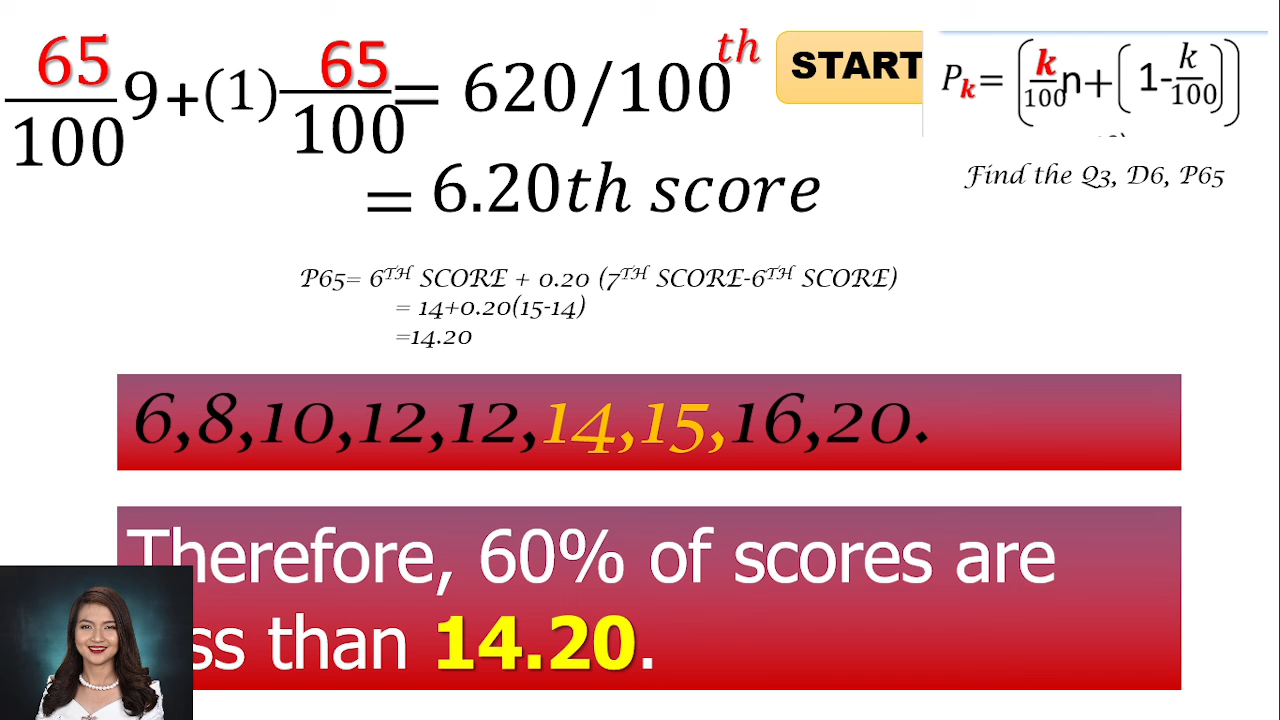 65/100 9+(1) 65/100 = 620/100th
= 6.20th score
START
Pk= (k/100 n+(1-k/100))
Find the Q3, D6, P65
P65= 6TH SCORE + 0.20 (7TH SCORE-6TH SCORE)
= 14+0.20(15-14)
=14.20
6,8,10,12,12,14,15,16,20.
Therefore, 60% of scores are
ss than 14.20.